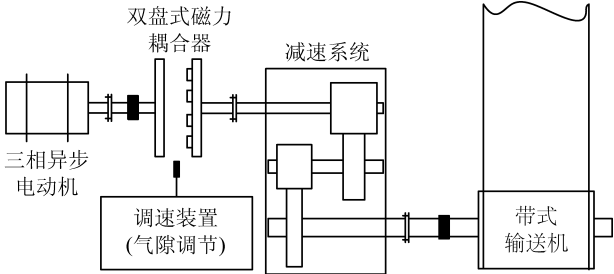 双盘式磁力
耦合器
减速系统
三相异步
电动机
调速装置
(气隙调节)
带式
输送机